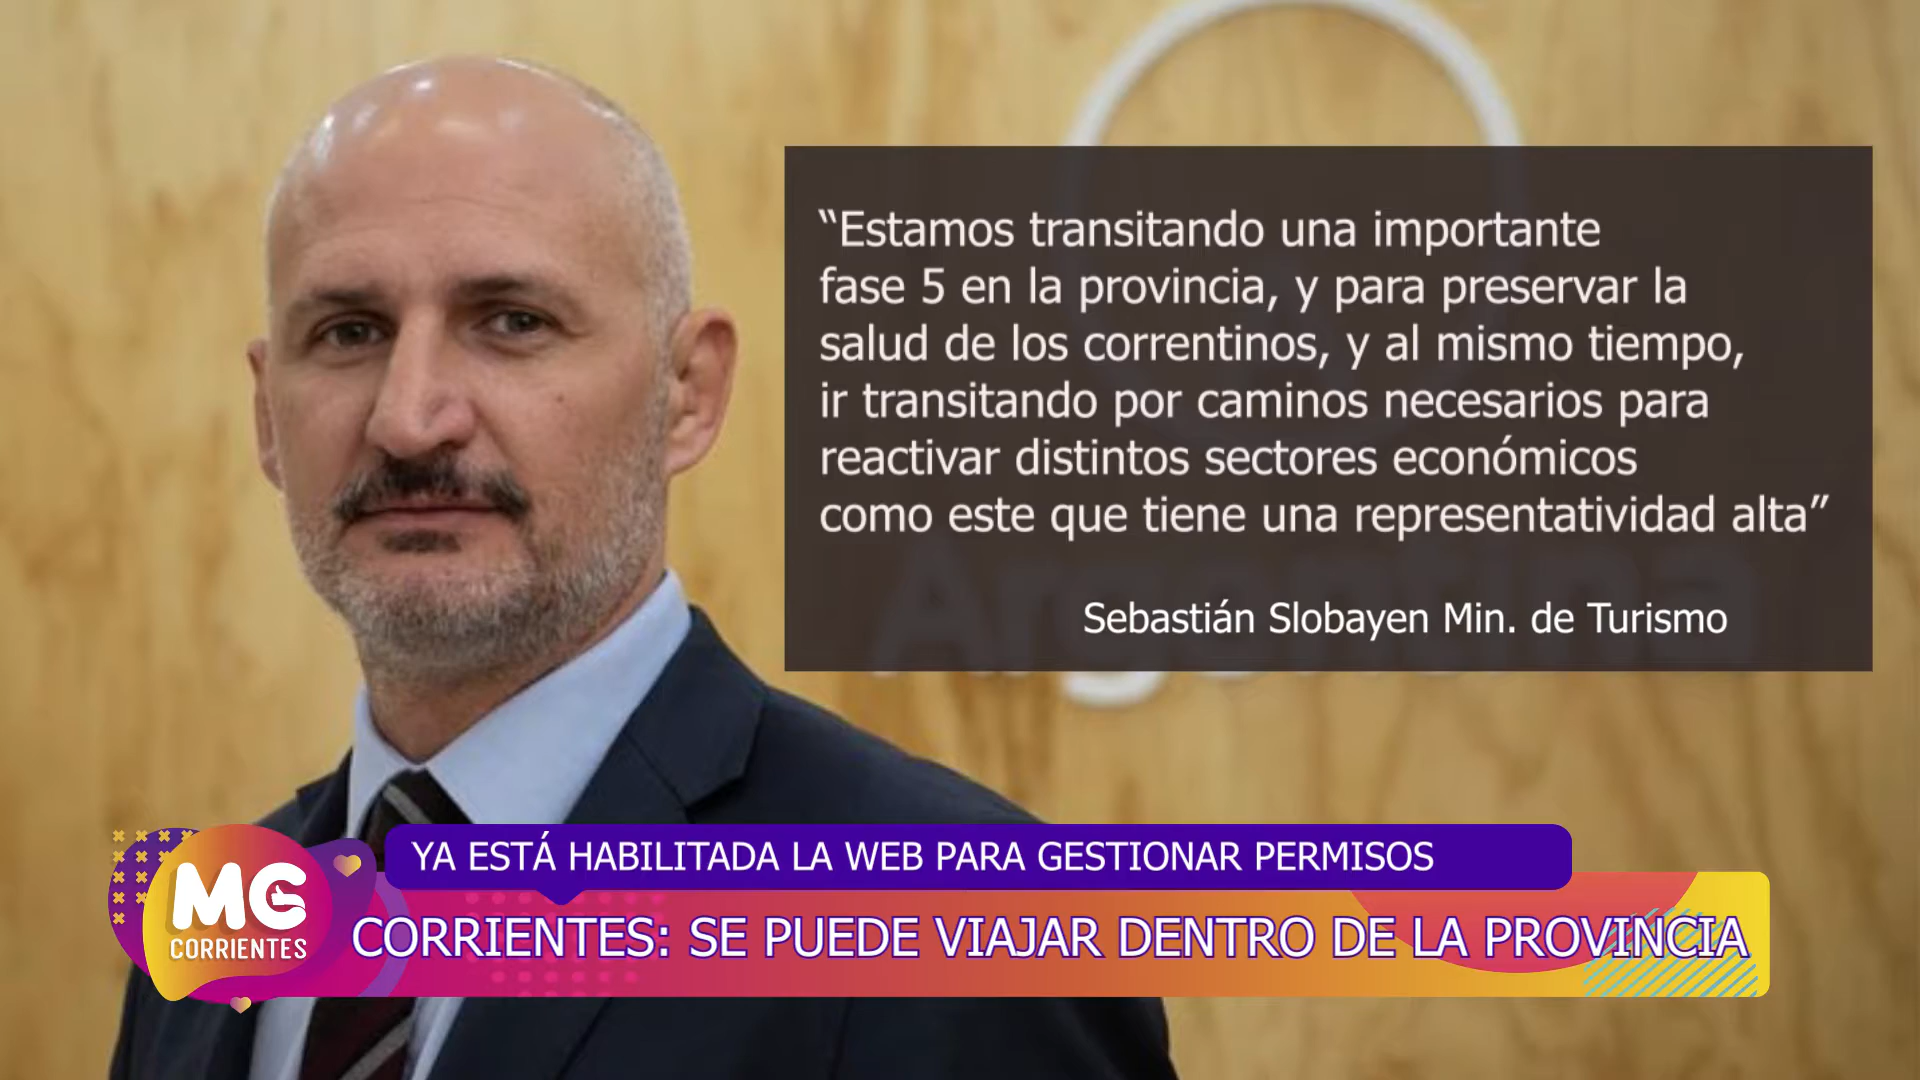 “Estamos transitando una importante
fase 5 en la provincia, y para preservar la
salud de los correntinos, y al mismo tiempo,
ir transitando por caminos necesarios para
reactivar distintos sectores económicos
como este que tiene una representatividad alta”
Argentina
Sebastián Slobayen Min. de Turismo
YA ESTÁ HABILITADA LA WEB PARA GESTIONAR PERMISOS
MG
CORRIENTES
CORRIENTES: SE PUEDE VIAJAR DENTRO DE LA PROVINCIA